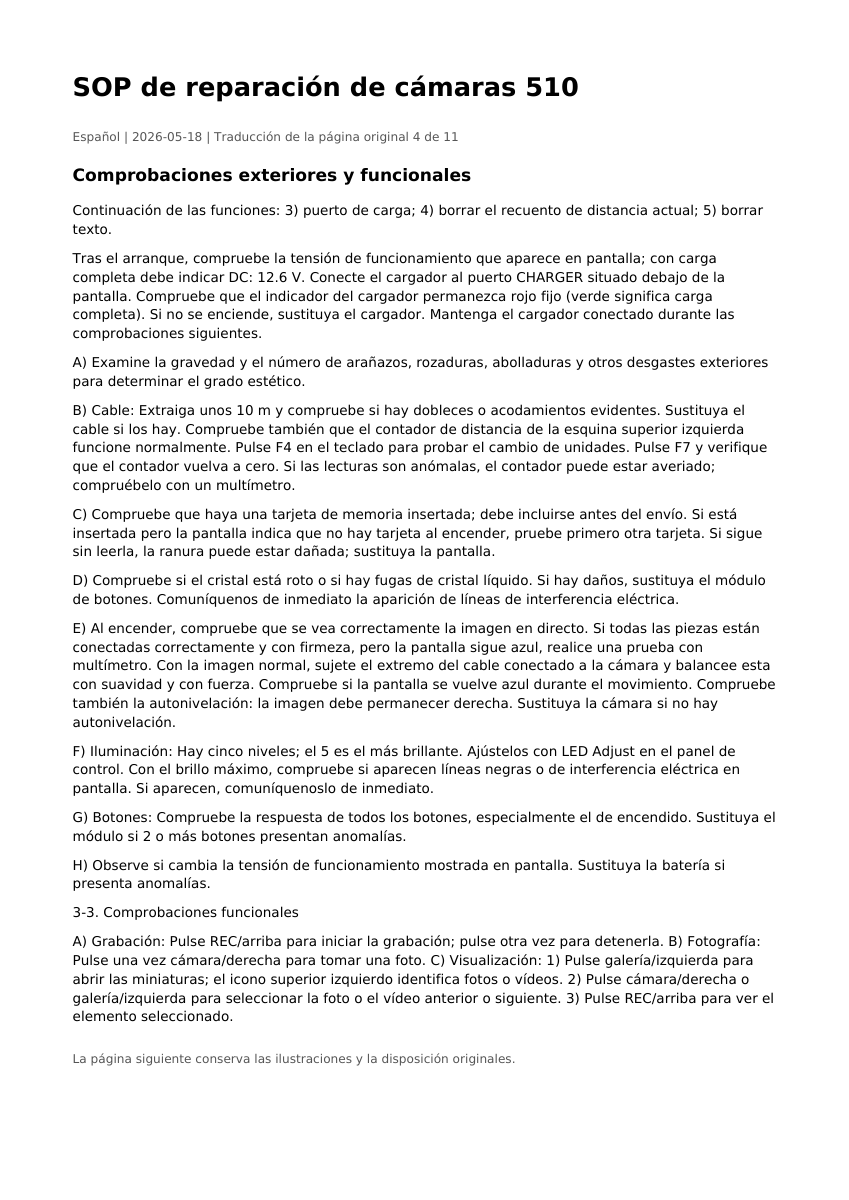 SOP de reparación de cámaras 510
Español | 2026-05-18 | Traducción de la página original 4 de 11
Comprobaciones exteriores y funcionales
Continuación de las funciones: 3) puerto de carga; 4) borrar el recuento de distancia actual; 5) borrar
texto.
Tras el arranque, compruebe la tensión de funcionamiento que aparece en pantalla; con carga
completa debe indicar DC: 12.6 V. Conecte el cargador al puerto CHARGER situado debajo de la
pantalla. Compruebe que el indicador del cargador permanezca rojo fijo (verde significa carga
completa). Si no se enciende, sustituya el cargador. Mantenga el cargador conectado durante las
comprobaciones siguientes.
A) Examine la gravedad y el número de arañazos, rozaduras, abolladuras y otros desgastes exteriores
para determinar el grado estético.
B) Cable: Extraiga unos 10 m y compruebe si hay dobleces o acodamientos evidentes. Sustituya el
cable si los hay. Compruebe también que el contador de distancia de la esquina superior izquierda
funcione normalmente. Pulse F4 en el teclado para probar el cambio de unidades. Pulse F7 y verifique
que el contador vuelva a cero. Si las lecturas son anómalas, el contador puede estar averiado;
compruébelo con un multímetro.
C) Compruebe que haya una tarjeta de memoria insertada; debe incluirse antes del envío. Si está
insertada pero la pantalla indica que no hay tarjeta al encender, pruebe primero otra tarjeta. Si sigue
sin leerla, la ranura puede estar dañada; sustituya la pantalla.
D) Compruebe si el cristal está roto o si hay fugas de cristal líquido. Si hay daños, sustituya el módulo
de botones. Comuníquenos de inmediato la aparición de líneas de interferencia eléctrica.
E) Al encender, compruebe que se vea correctamente la imagen en directo. Si todas las piezas están
conectadas correctamente y con firmeza, pero la pantalla sigue azul, realice una prueba con
multímetro. Con la imagen normal, sujete el extremo del cable conectado a la cámara y balancee esta
con suavidad y con fuerza. Compruebe si la pantalla se vuelve azul durante el movimiento. Compruebe
también la autonivelación: la imagen debe permanecer derecha. Sustituya la cámara si no hay
autonivelación.
F) Iluminación: Hay cinco niveles; el 5 es el más brillante. Ajústelos con LED Adjust en el panel de
control. Con el brillo máximo, compruebe si aparecen líneas negras o de interferencia eléctrica en
pantalla. Si aparecen, comuníquenoslo de inmediato.
G) Botones: Compruebe la respuesta de todos los botones, especialmente el de encendido. Sustituya el
módulo si 2 o más botones presentan anomalías.
H) Observe si cambia la tensión de funcionamiento mostrada en pantalla. Sustituya la batería si
presenta anomalías.
3-3. Comprobaciones funcionales
A) Grabación: Pulse REC/arriba para iniciar la grabación; pulse otra vez para detenerla. B) Fotografía:
Pulse una vez cámara/derecha para tomar una foto. C) Visualización: 1) Pulse galería/izquierda para
abrir las miniaturas; el icono superior izquierdo identifica fotos o vídeos. 2) Pulse cámara/derecha o
galería/izquierda para seleccionar la foto o el vídeo anterior o siguiente. 3) Pulse REC/arriba para ver el
elemento seleccionado.
La página siguiente conserva las ilustraciones y la disposición originales.